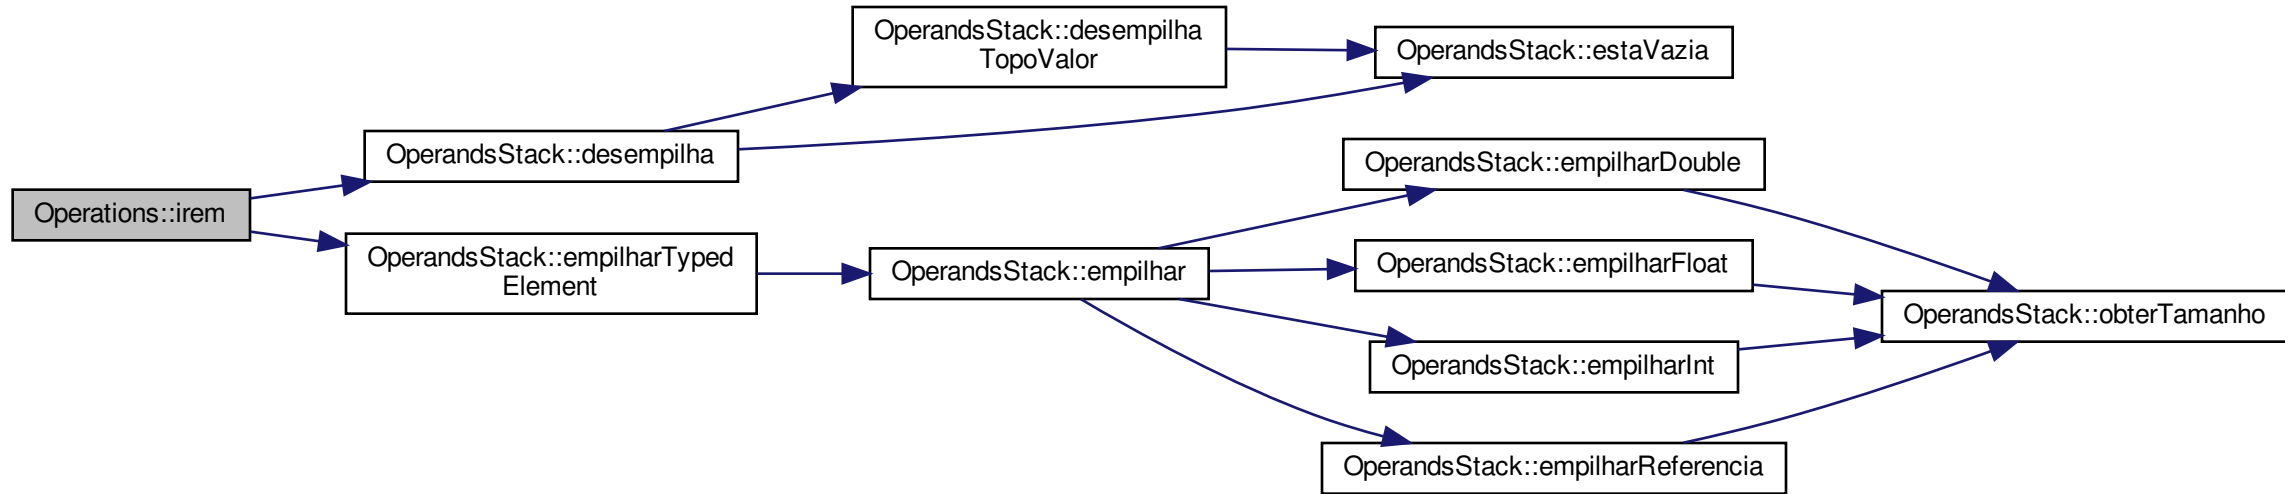 Operations::irem
OperandsStack::desempilha
OperandsStack::desempilha
TopoValor
OperandsStack::estaVazia
OperandsStack::empilharTyped
Element
OperandsStack::empilhar
OperandsStack::empilharDouble
OperandsStack::empilharFloat
OperandsStack::empilharInt
OperandsStack::empilharReferencia
OperandsStack::obterTamanho